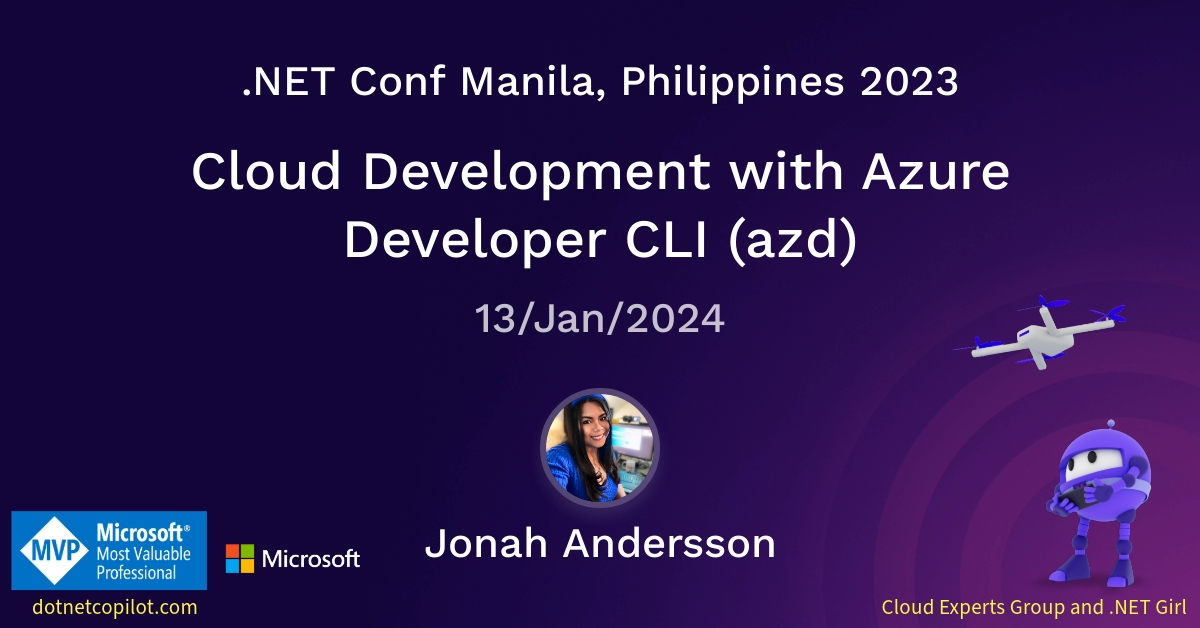 .NET Conf Manila, Philippines 2023
Cloud Development with Azure
Developer CLI (azd)
13/Jan/2024
Jonah Andersson
MVP
Microsoft®
Most Valuable
Professional
Microsoft
dotnetcopilot.com
Cloud Experts Group and .NET Girl